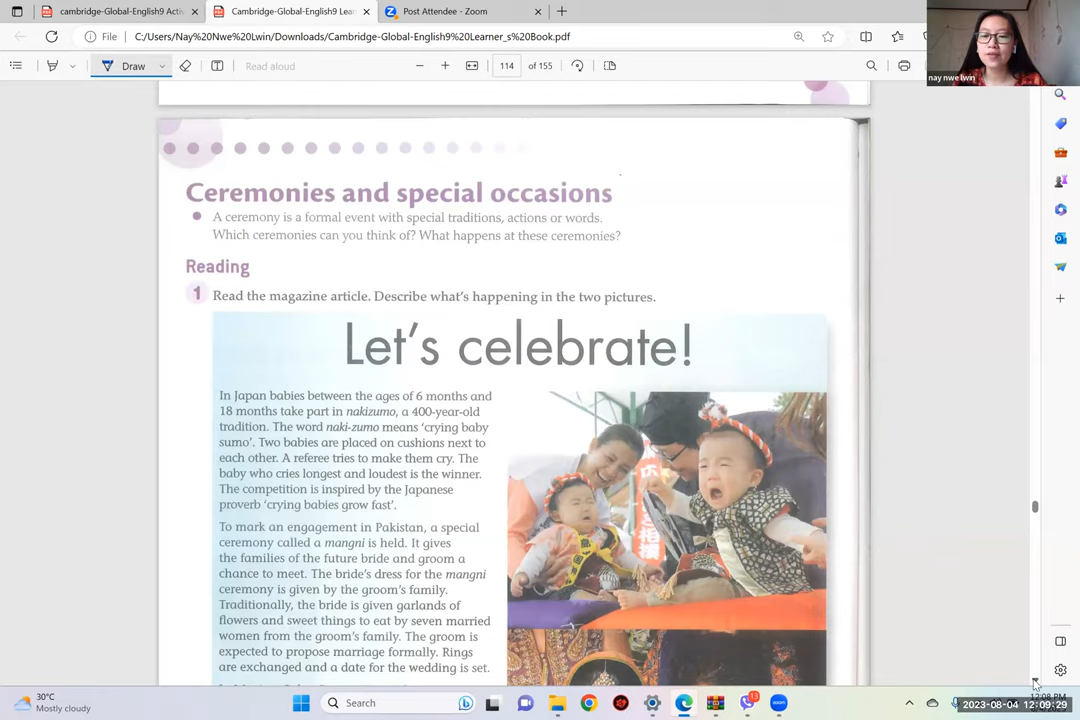 cambridge-Global-English9 Acti
Cambridge-Global-English9 Lea
Post Attendee - Zoom
File
C:/Users/Nay%20Nwe%20Lwin/Downloads/Cambridge-Global-English9%20Learner_s%20Book.pdf
Draw
Read aloud
114 of 155
nay nwe lwin
Ceremonies and special occasions
A ceremony is a formal event with special traditions, actions or words.
Which ceremonies can you think of? What happens at these ceremonies?
Reading
1 Read the magazine article. Describe what's happening in the two pictures.
Let's celebrate!
In Japan babies between the ages of 6 months and
18 months take part in nakizumo, a 400-year-old
tradition. The word naki-zumo means 'crying baby
sumo'. Two babies are placed on cushions next to
each other. A referee tries to make them cry. The
baby who cries longest and loudest is the winner.
The competition is inspired by the Japanese
proverb 'crying babies grow fast'.
To mark an engagement in Pakistan, a special
ceremony called a mangni is held. It gives
the families of the future bride and groom a
chance to meet. The bride's dress for the mangni
ceremony is given by the groom's family.
Traditionally, the bride is given garlands of
flowers and sweet things to eat by seven married
women from the groom's family. The groom is
expected to propose marriage formally. Rings
are exchanged and a date for the wedding is set.
30°C
Mostly cloudy
Search
13
12:08 PM
2023-08-04 12:09:29